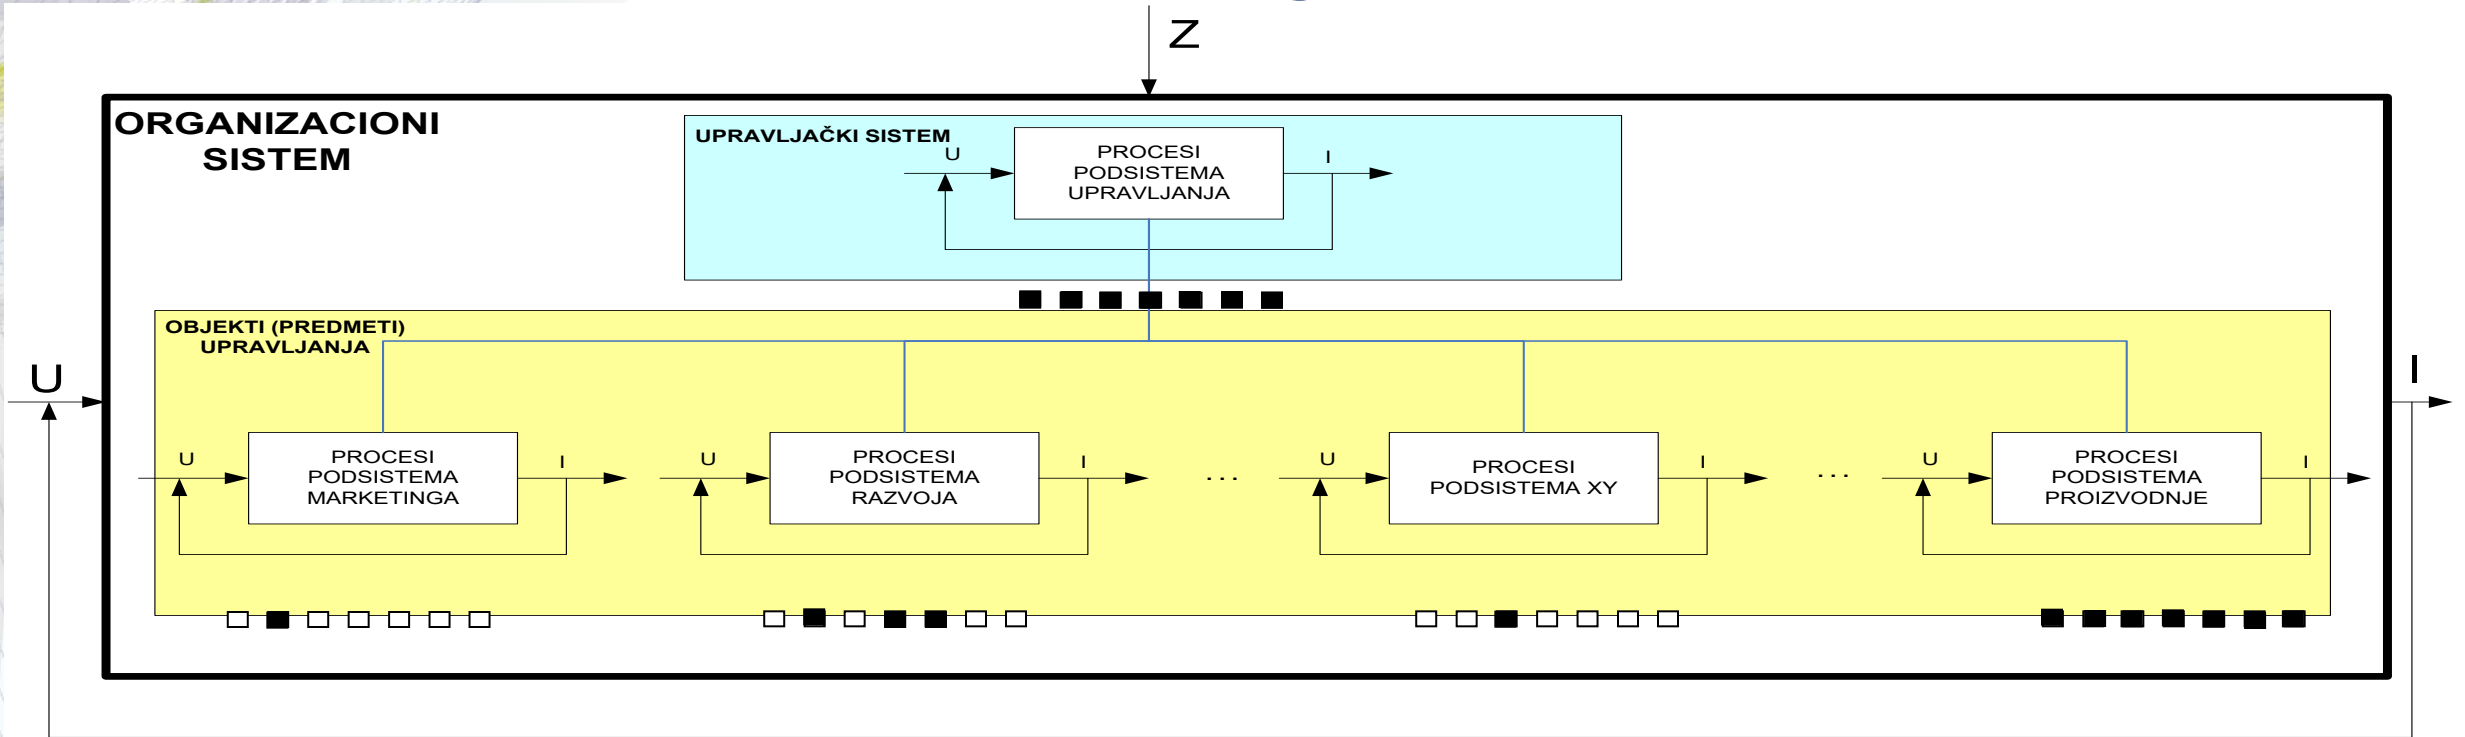 Z
ORGANIZACIONI
SISTEM
UPRAVLJAČKI SISTEM
U
PROCESI
PODSISTEMA
UPRAVLJANJA
I
OBJEKTI (PREDMETI)
UPRAVLJANJA
U
I
U
PROCESI
PODSISTEMA
MARKETINGA
I
U
PROCESI
PODSISTEMA
RAZVOJA
I
. . .
U
PROCESI
PODSISTEMA XY
I
. . .
U
PROCESI
PODSISTEMA
PROIZVODNJE
I